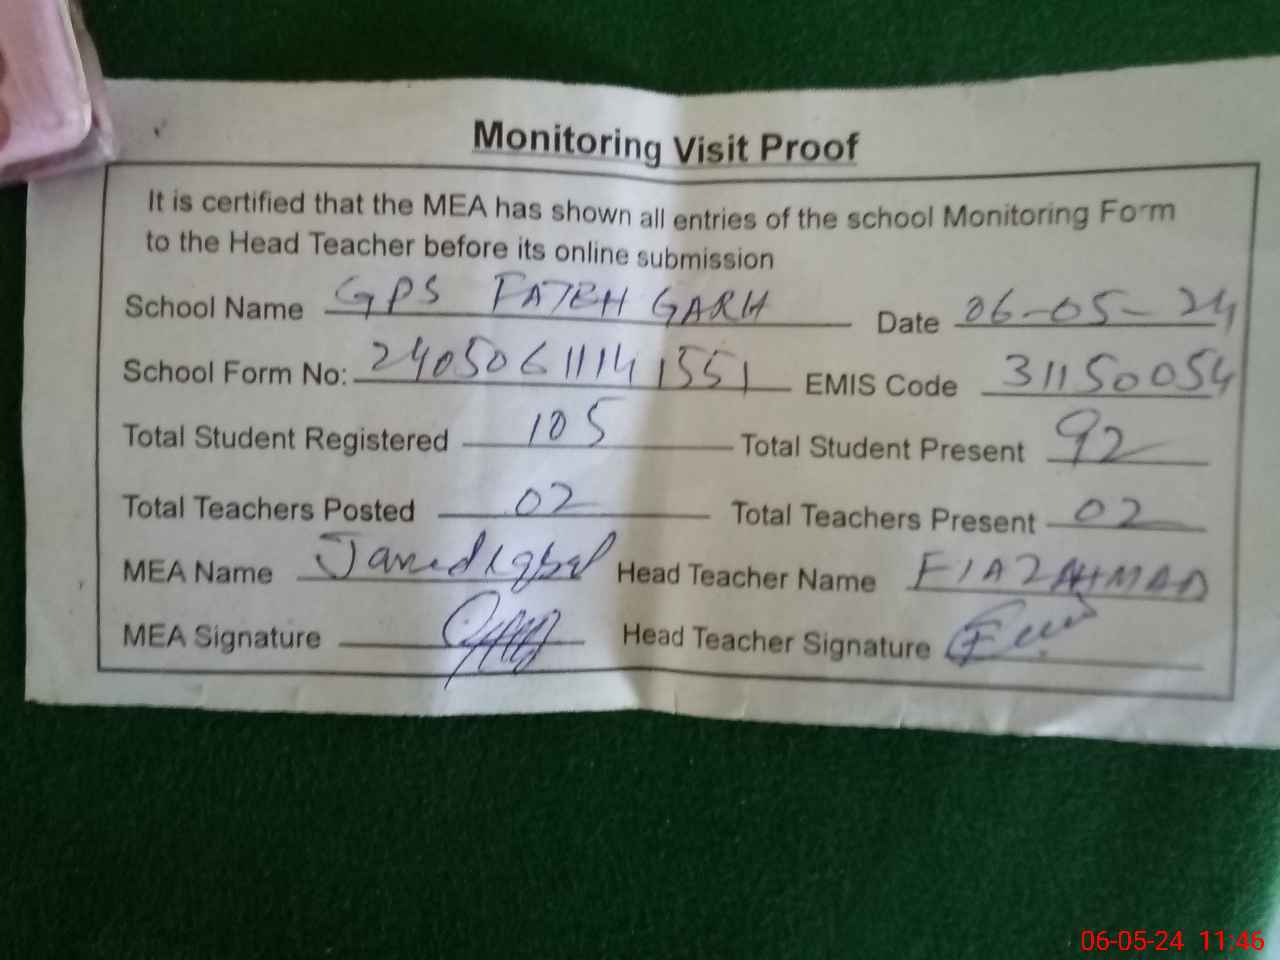 Monitoring Visit Proof
It is certified that the MEA has shown all entries of the school Monitoring Form
to the Head Teacher before its online submission
School Name GPS FATEH GARH Date 06-05-24
School Form No: 24050611141551 EMIS Code 31150054
Total Student Registered 105 Total Student Present 92
Total Teachers Posted 02 Total Teachers Present 02
MEA Name Javed Iqbal Head Teacher Name FIAZ AHMAD
MEA Signature Head Teacher Signature
06-05-24 11:46